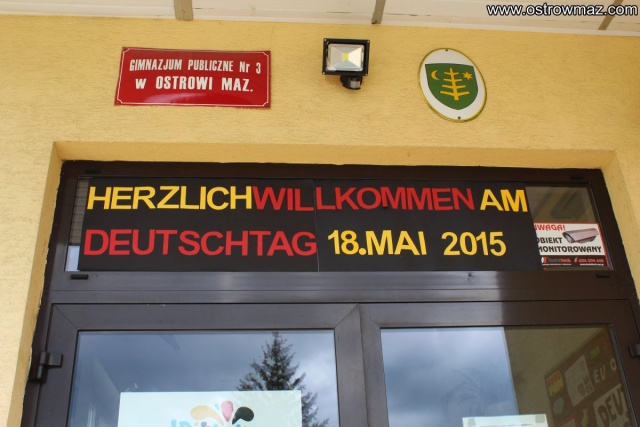 www.ostrowmaz.com
GIMNAZJUM PUBLICZNE Nr 3
W OSTROWI MAZ.
HERZLICH WILLKOMMEN AM
DEUTSCHTAG 18.MAI 2015
UWAGA!
OBIEKT
MONITOROWANY